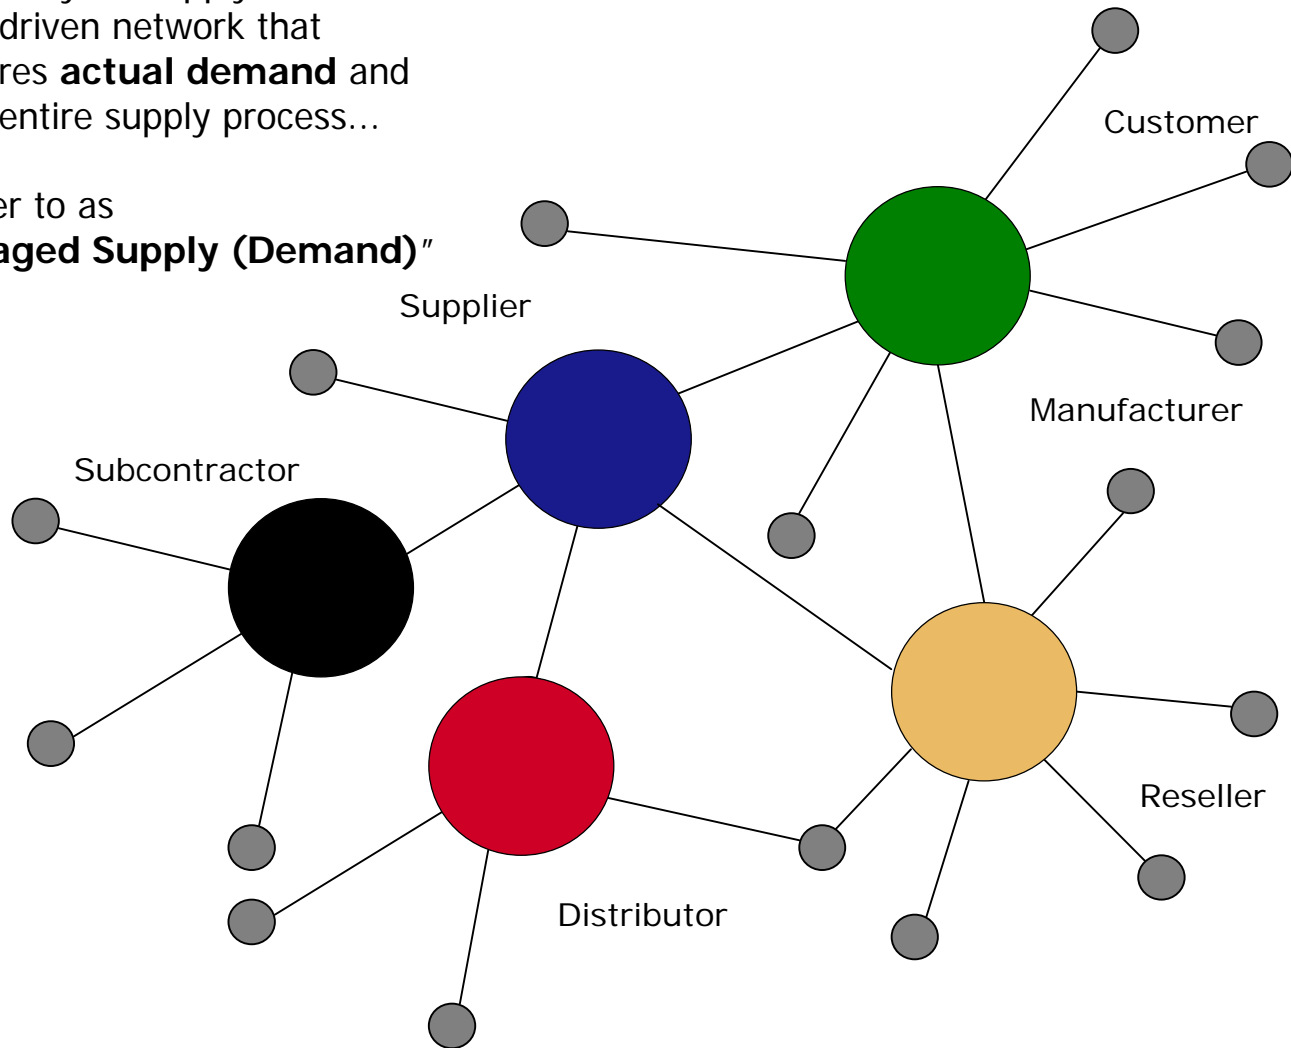 driven network that
res actual demand and
entire supply process...
er to as
aged Supply (Demand)"
Customer
Supplier
Manufacturer
Subcontractor
Reseller
Distributor